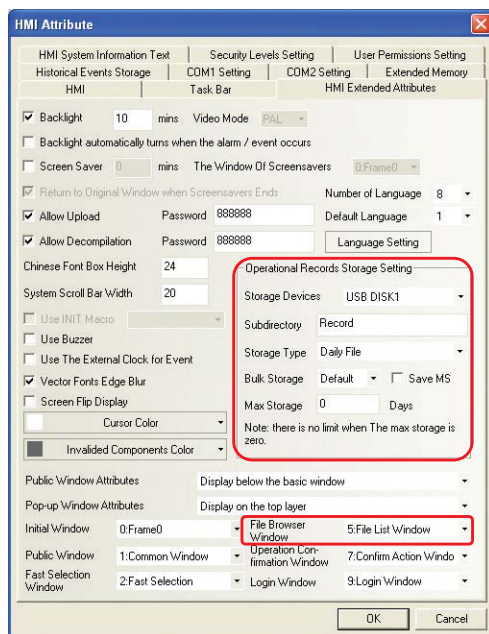 HMI Attribute
HMI System Information Text Security Levels Setting User Permissions Setting
Historical Events Storage COM1 Setting COM2 Setting Extended Memory
HMI Task Bar HMI Extended Attributes
Backlight 10 mins Video Mode PAL
Backlight automatically turns when the alarm / event occurs
Screen Saver 0 mins The Window Of Screensavers 0:Frame0
Return to Original Window when Screensavers Ends Number of Language 8
Allow Upload Password 888888 Default Language 1
Allow Decompilation Password 888888 Language Setting
Chinese Font Box Height 24
System Scroll Bar Width 20
Use INIT Macro
Use Buzzer
Use The External Clock for Event
Vector Fonts Edge Blur
Screen Flip Display
Cursor Color
Invalided Components Color
Operational Records Storage Setting
Storage Devices USB DISK1
Subdirectory Record
Storage Type Daily File
Bulk Storage Default Save MS
Max Storage 0 Days
Note: there is no limit when The max storage is
zero.
Public Window Attributes Display below the basic window
Pop-up Window Attributes Display on the top layer
Initial Window 0:Frame0
Public Window 1:Common Window
Fast Selection
Window 2:Fast Selection
File Browser
Window 5:File List Window
Operation Con-
firmation Window 7:Confirm Action Windo
Login Window 9:Login Window
OK Cancel